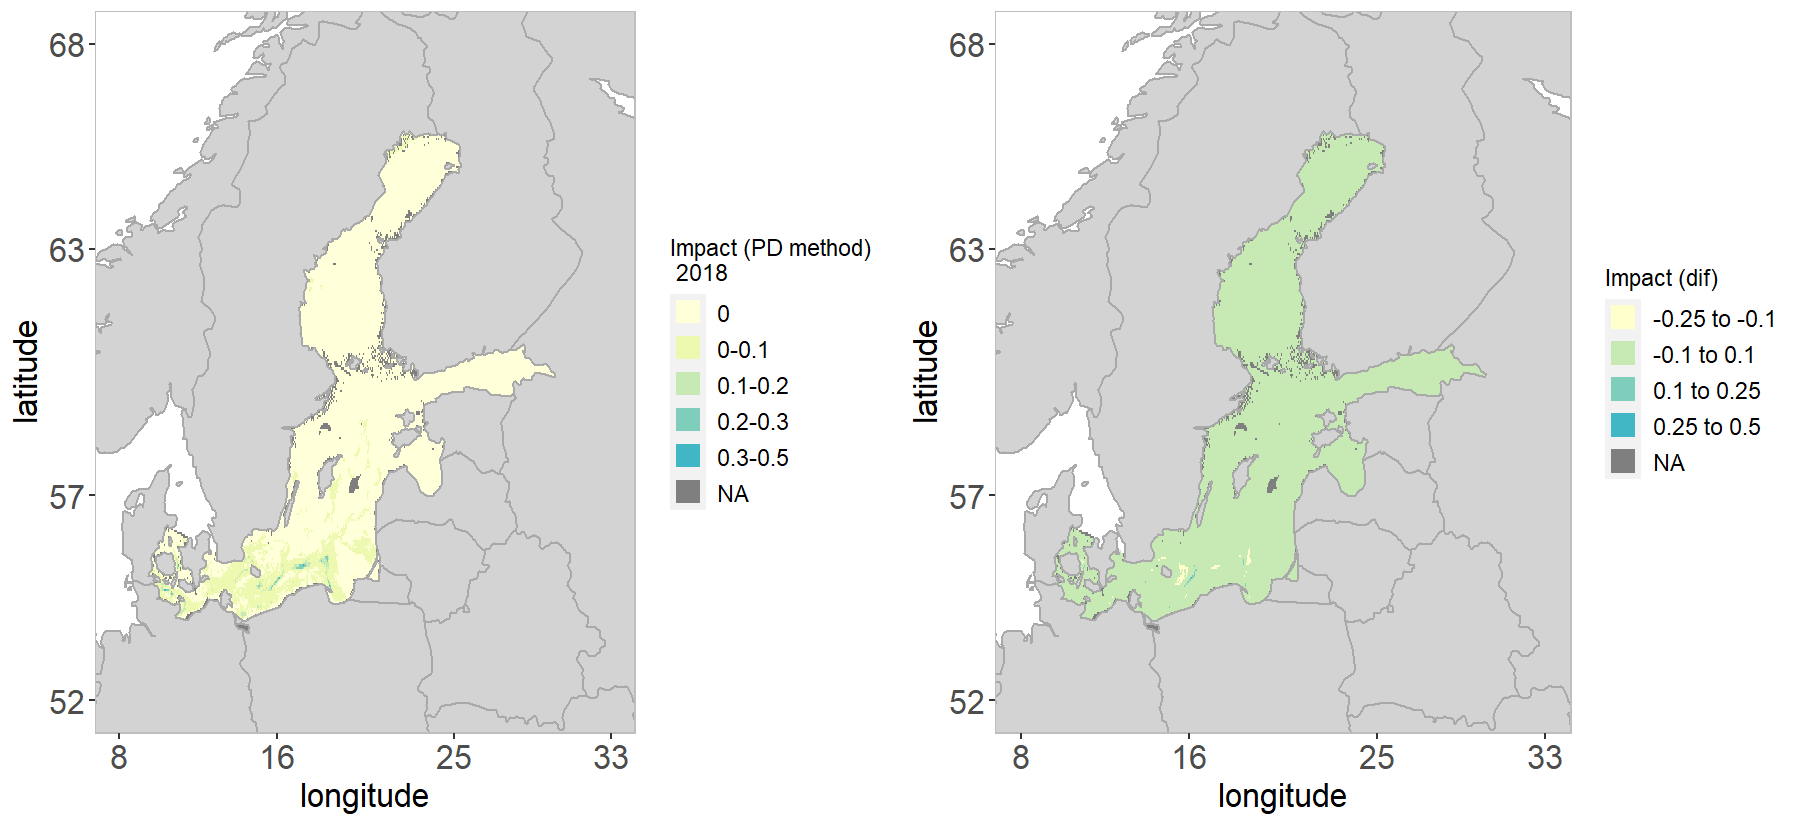 68
63
57
52
latitude
8
16
25
33
longitude
Impact (PD method)
2018
0
0-0.1
0.1-0.2
0.2-0.3
0.3-0.5
NA
68
63
57
52
latitude
8
16
25
33
longitude
Impact (dif)
-0.25 to -0.1
-0.1 to 0.1
0.1 to 0.25
0.25 to 0.5
NA